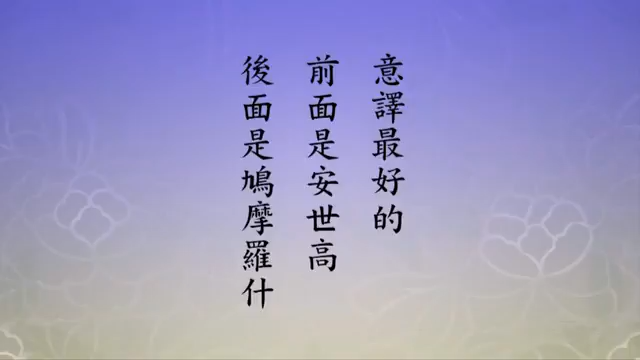 意譯最好的
前面是安世高
後面是鳩摩羅什